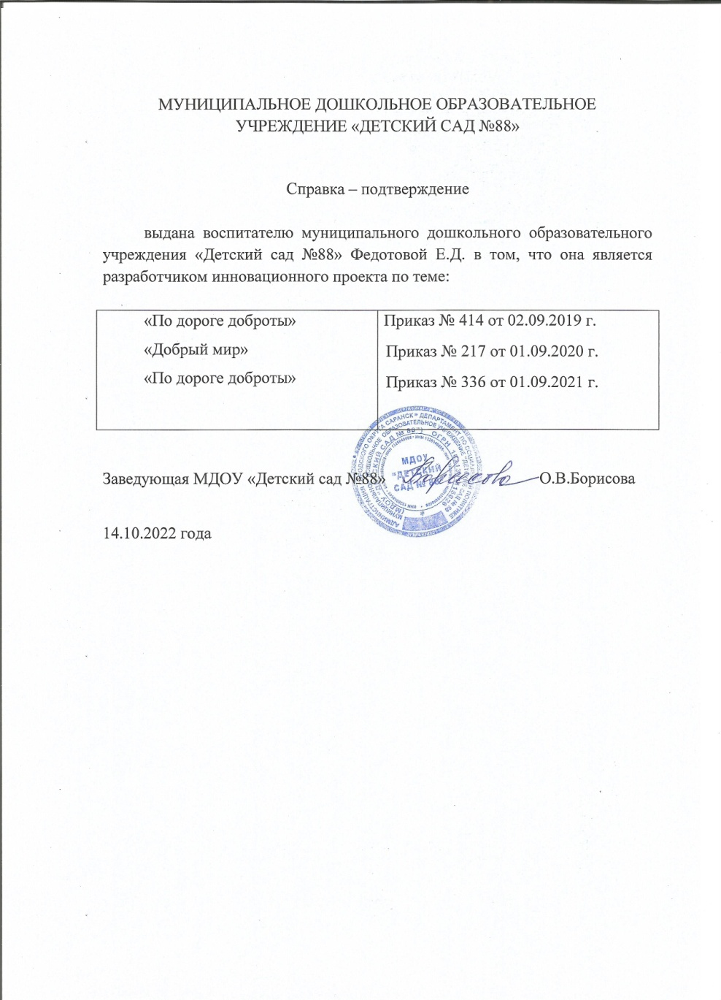 МУНИЦИПАЛЬНОЕ ДОШКОЛЬНОЕ ОБРАЗОВАТЕЛЬНОЕ
УЧРЕЖДЕНИЕ «ДЕТСКИЙ САД №88»
Справка – подтверждение
выдана воспитателю муниципального дошкольного образовательного
учреждения «Детский сад №88» Федотовой Е.Д. в том, что она является
разработчиком инновационного проекта по теме:
«По дороге доброты» Приказ № 414 от 02.09.2019 г.
«Добрый мир» Приказ № 217 от 01.09.2020 г.
«По дороге доброты» Приказ № 336 от 01.09.2021 г.
Заведующая МДОУ «Детский сад №88» Борисова О.В.Борисова
МДОУ
"ДЕТСКИЙ
САД №
14.10.2022 года